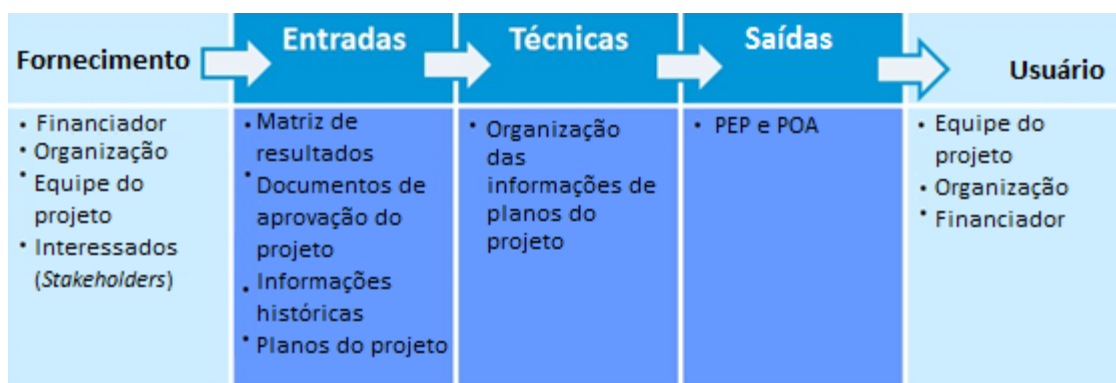 Fornecimento
Entradas
Técnicas
Saídas
Usuário
• Financiador
• Organização
• Equipe do
projeto
• Interessados
(Stakeholders)
• Matriz de
resultados
• Documentos de
aprovação do
projeto
• Informações
históricas
• Planos do projeto
• Organização
das
informações de
planos do
projeto
• PEP e POA
• Equipe do
projeto
• Organização
• Financiador